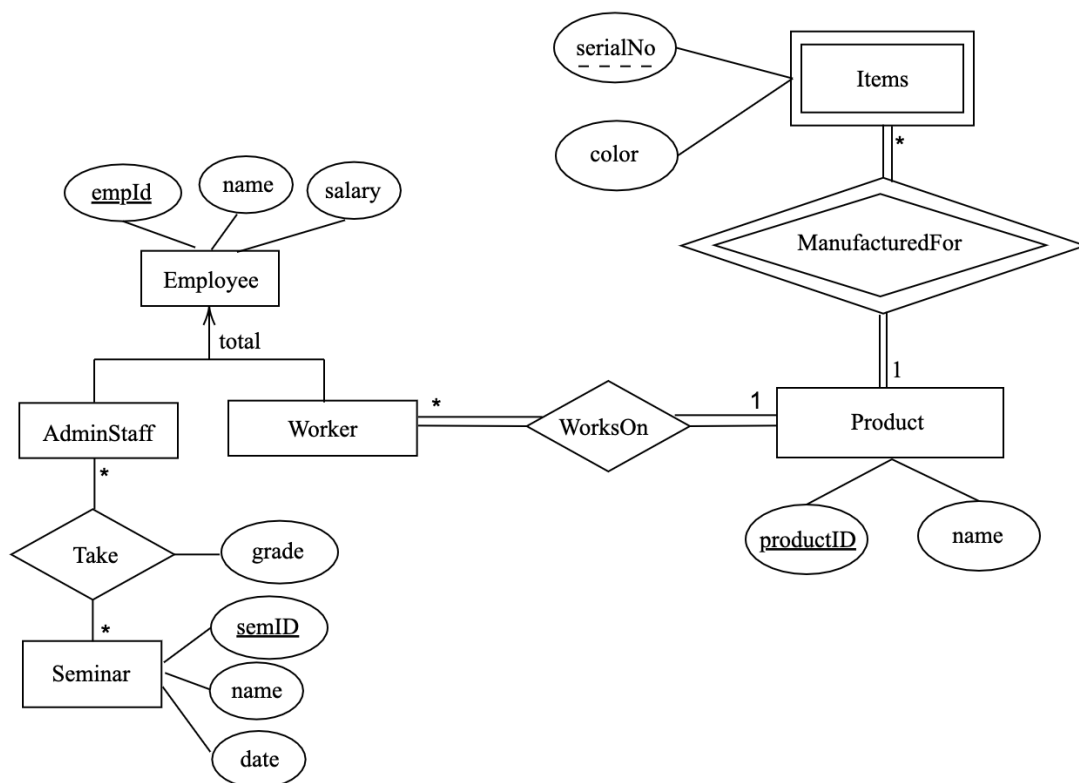 serialNo
Items
color
*
empId
name
salary
ManufacturedFor
Employee
total
1
AdminStaff
Worker
*
WorksOn
1
Product
*
Take
grade
productID
name
*
semID
Seminar
name
date